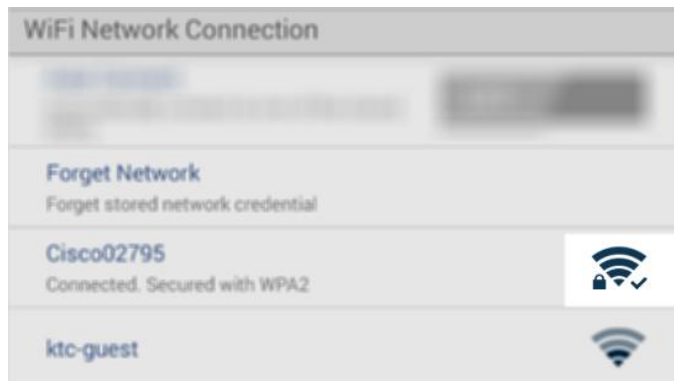 WiFi Network Connection
Forget Network
Forget stored network credential
Cisco02795
Connected. Secured with WPA2
ktc-guest